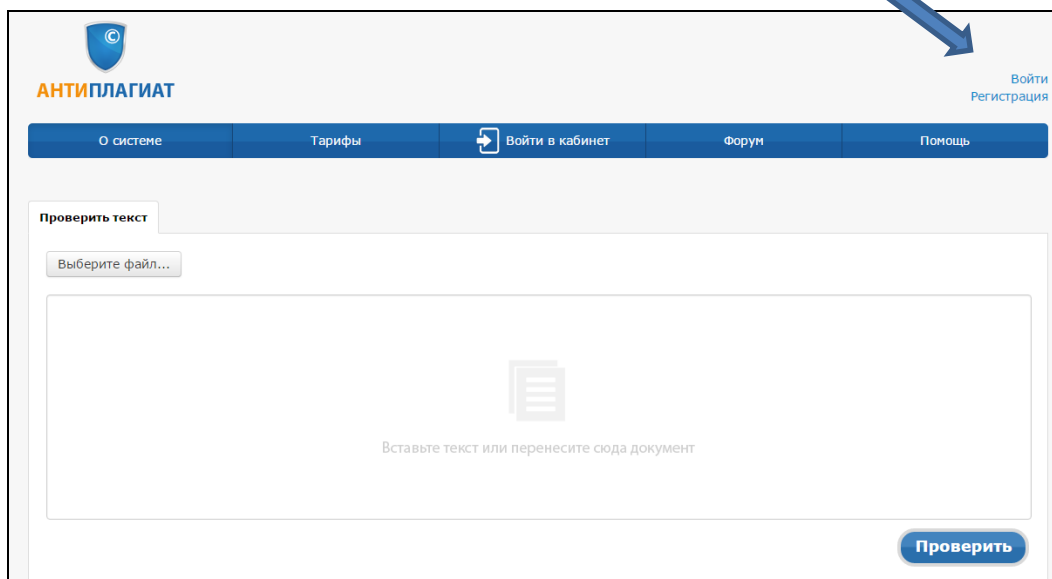 ©
АНТИПЛАГИАТ
Войти
Регистрация
О системе Тарифы Войти в кабинет Форум Помощь
Проверить текст
Выберите файл...
Вставьте текст или перенесите сюда документ
Проверить